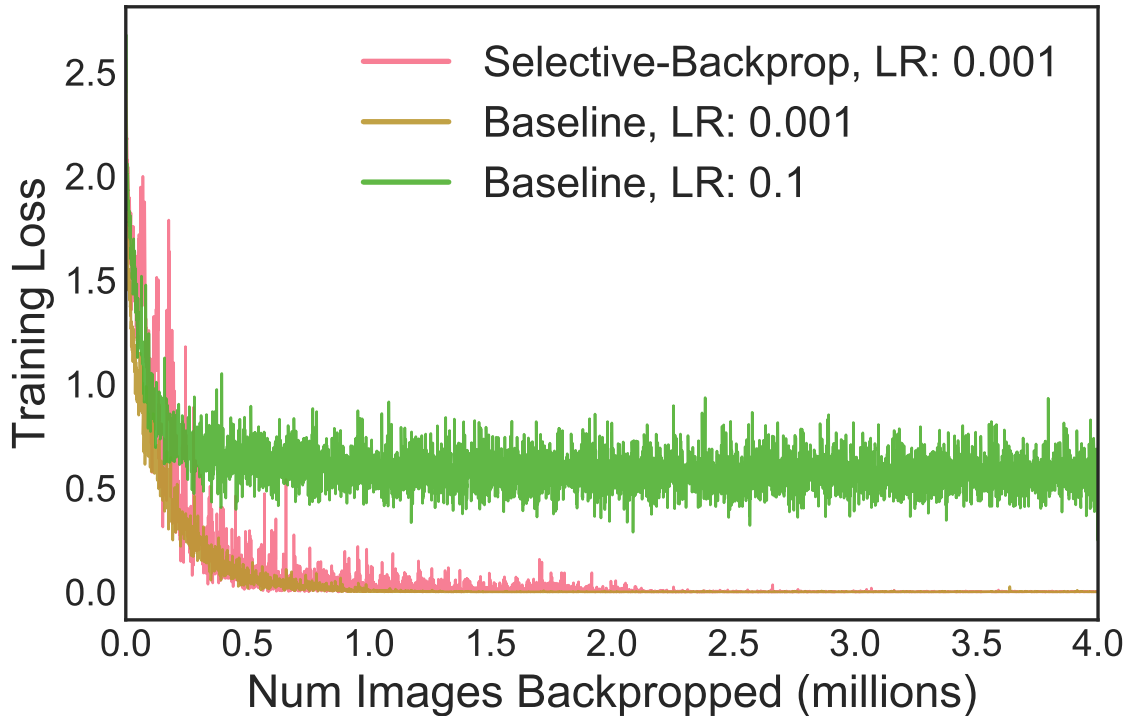 Selective-Backprop, LR: 0.001
Baseline, LR: 0.001
Baseline, LR: 0.1
Training Loss
2.5
2.0
1.5
1.0
0.5
0.0
0.0 0.5 1.0 1.5 2.0 2.5 3.0 3.5 4.0
Num Images Backpropped (millions)